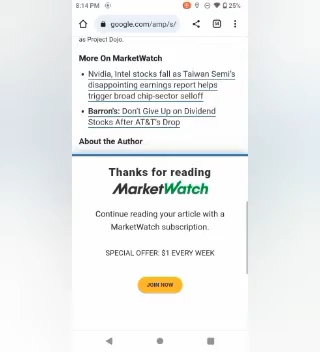 8:14 PM
25%
google.com/amp/s/
as Project Dojo.
More On MarketWatch
• Nvidia, Intel stocks fall as Taiwan Semi's
disappointing earnings report helps
trigger broad chip-sector selloff
• Barron's: Don't Give Up on Dividend
Stocks After AT&T's Drop
About the Author
Thanks for reading
MarketWatch
Continue reading your article with a
MarketWatch subscription.
SPECIAL OFFER: $1 EVERY WEEK
JOIN NOW